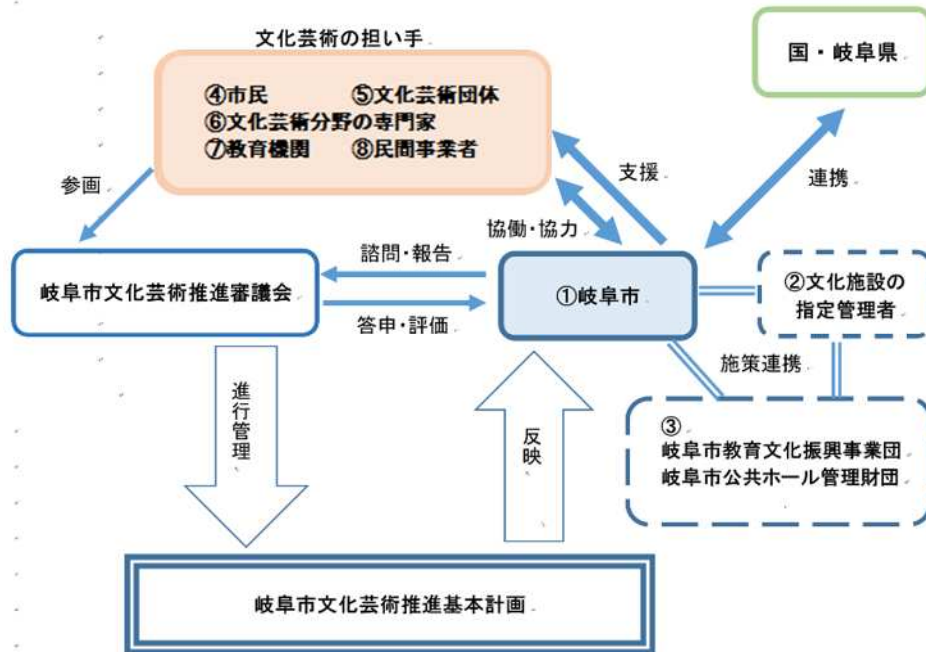 文化芸術の担い手
国・岐阜県
④市民 ⑤文化芸術団体
⑥文化芸術分野の専門家
⑦教育機関 ⑧民間事業者
参画
支援
連携
協働・協力
諮問・報告
岐阜市文化芸術推進審議会
①岐阜市
②文化施設の
指定管理者
答申・評価
施策連携
進行管理
反映
③
岐阜市教育文化振興事業団
岐阜市公共ホール管理財団
岐阜市文化芸術推進基本計画